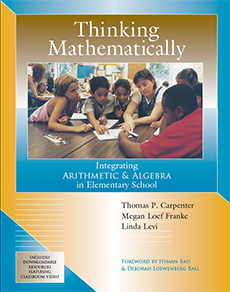 Thinking
Mathematically
Integrating
ARITHMETIC & ALGEBRA
in Elementary School
Thomas P. Carpenter
Megan Loef Franke
Linda Levi
INCLUDES
DOWNLOADABLE
RESOURCES
FEATURING
CLASSROOM VIDEO
FOREWORD BY HYMAN BASS
& DEBORAH LOEWENBERG BALL